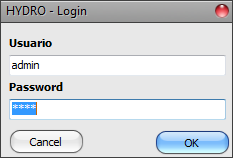 HYDRO - Login
Usuario
admin
Password
****
Cancel
OK